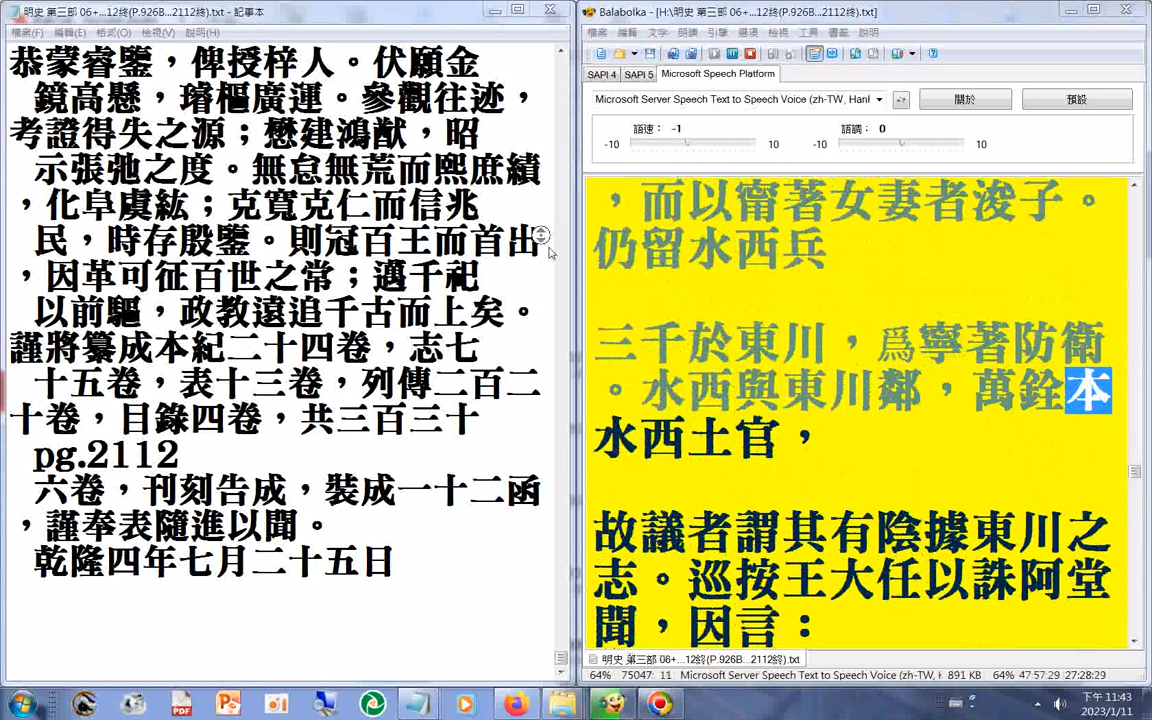 明史 第三部 06+...12终(P.926B...2112终).txt - 記事本
檔案(F) 編輯(E) 格式(O) 檢視(V) 說明(H)
恭蒙睿鑒，俾授梓人。伏願金
鏡高懸，璿樞廣運。參觀往迹，
考證得失之源；懋建鴻猷，昭
示張弛之度。無怠無荒而熙庶績
，化阜虞紘；克寬克仁而信兆
民，時存殷鑒。則冠百王而首出
，因革可征百世之常；邁千祀
以前驅，政教遠追千古而上矣。
謹將纂成本紀二十四卷，志七
十五卷，表十三卷，列傳二百二
十卷，目錄四卷，共三百三十
pg.2112
六卷，刊刻告成，裝成一十二函
，謹奉表隨進以聞。
乾隆四年七月二十五日
Balabolka - [H:\明史 第三部 06+...12终(P.926B...2112终).txt]
檔案 編輯 文字 朗讀 引擎 選項 檢視 工具 書籤 說明
SAPI 4 SAPI 5 Microsoft Speech Platform
Microsoft Server Speech Text to Speech Voice (zh-TW, Hanl 關於 預設
語速： -1 語調： 0
-10 10 -10 10
，而以甯著女妻者浚子。
仍留水西兵
三千於東川，爲寧著防衛
。水西與東川鄰，萬銓本
水西土官，
故議者謂其有陰據東川之
志。巡按王大任以誅阿堂
聞，因言：
明史 第三部 06+...12终(P.926B...2112终).txt
64% 75047: 11 Microsoft Server Speech Text to Speech Voice (zh-TW, H 891 KB 64% 47:57:29 27:28:29
下午 11:43
2023/1/11